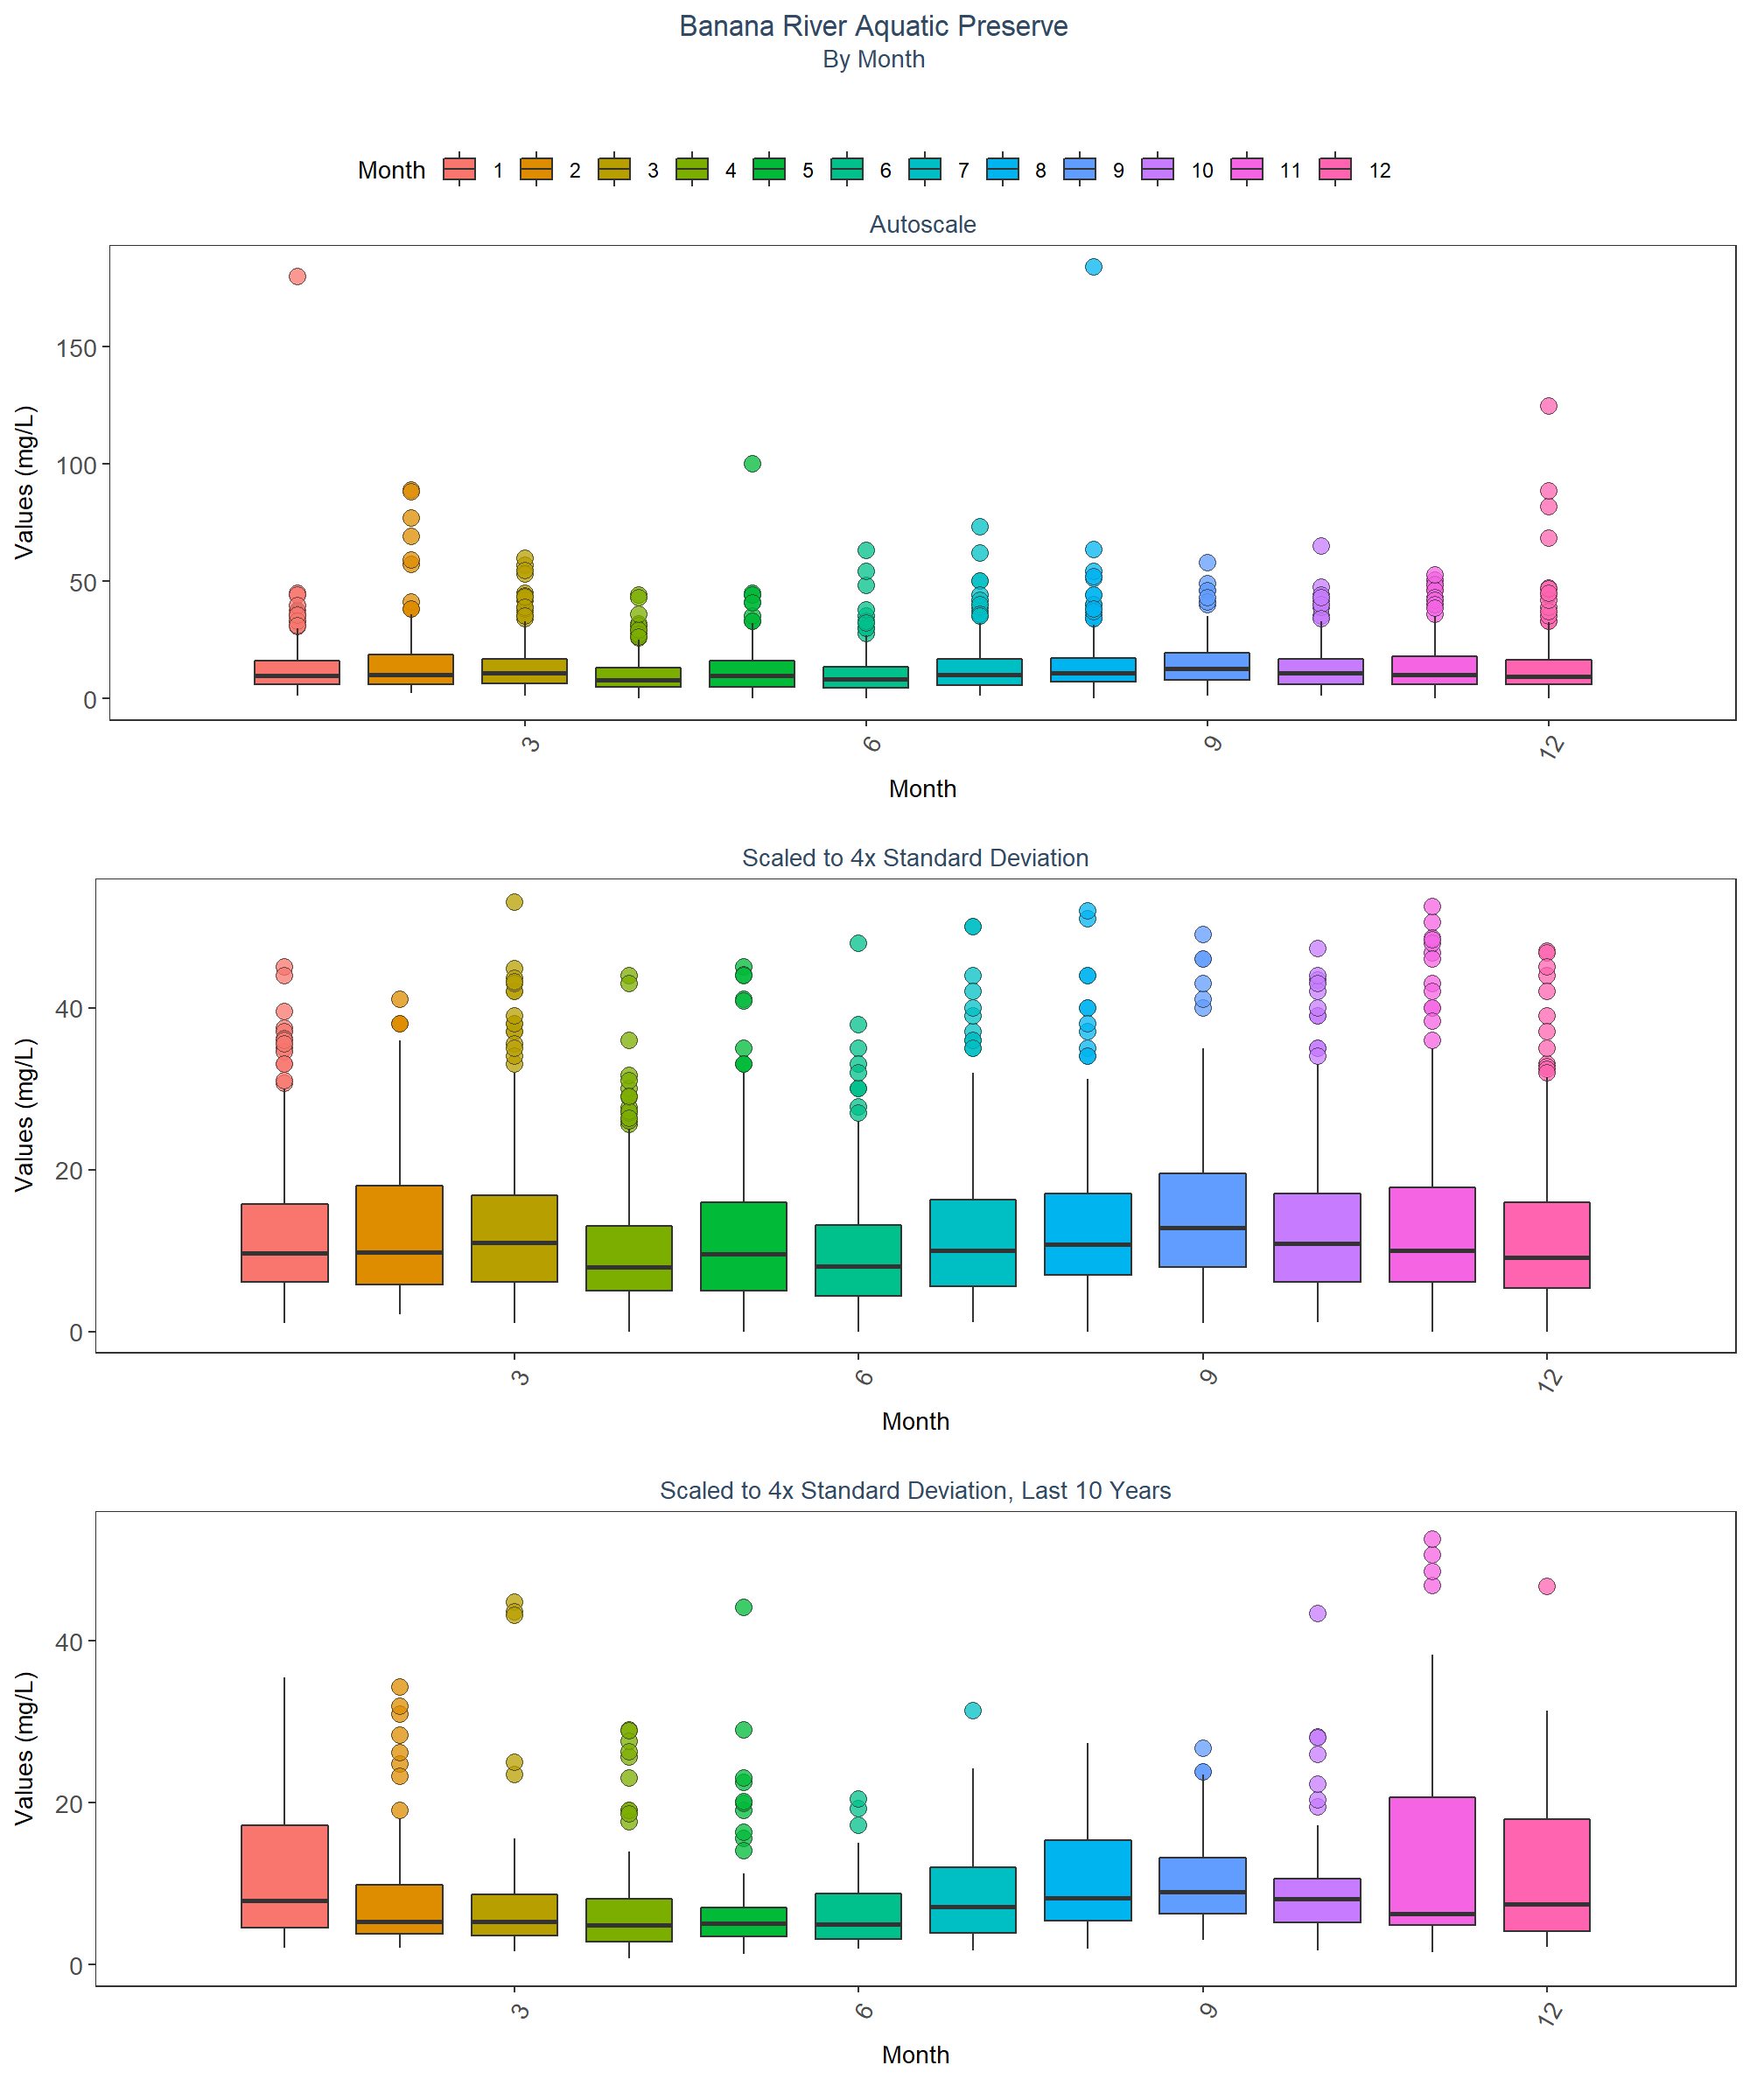 Banana River Aquatic Preserve
By Month
Month 1 2 3 4 5 6 7 8 9 10 11 12
Autoscale
Values (mg/L)
150
100
50
0
3 6 9 12
Month
Scaled to 4x Standard Deviation
Values (mg/L)
40
20
0
3 6 9 12
Month
Scaled to 4x Standard Deviation, Last 10 Years
Values (mg/L)
40
20
0
3 6 9 12
Month